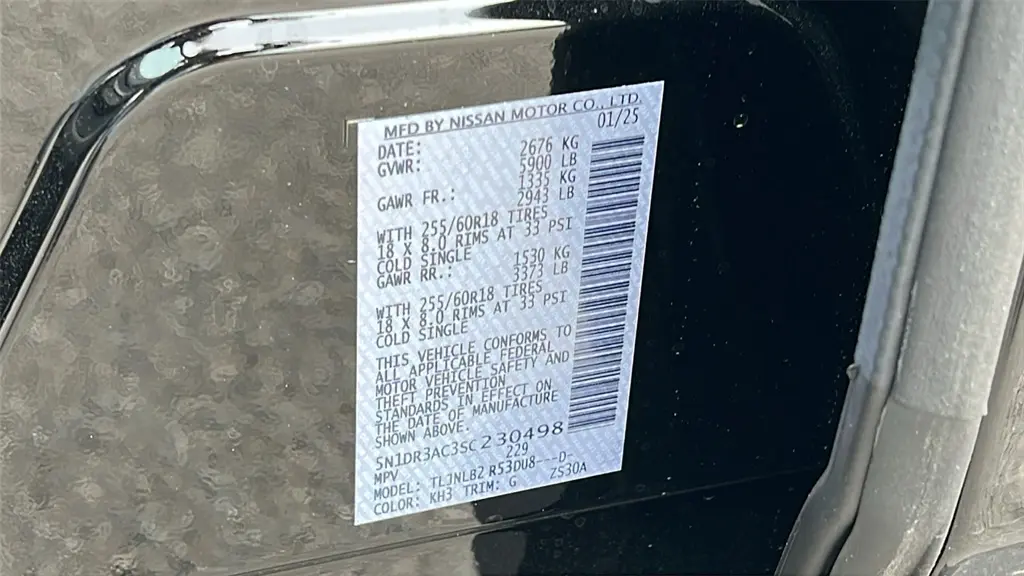 MFD BY NISSAN MOTOR CO., LTD.
DATE: 01/25
GVWR: 2676 KG
5900 LB
GAWR FR.: 1335 KG
2943 LB
WITH 255/60R18 TIRES
18 X 8.0 RIMS AT 33 PSI
COLD SINGLE
GAWR RR.: 1530 KG
3373 LB
WITH 255/60R18 TIRES
18 X 8.0 RIMS AT 33 PSI
COLD SINGLE
THIS VEHICLE CONFORMS TO
ALL APPLICABLE FEDERAL
MOTOR VEHICLE SAFETY AND
THEFT PREVENTION
STANDARDS IN EFFECT ON
THE DATE OF MANUFACTURE
SHOWN ABOVE.
5N1DR3AC3SC230498
MPV 229
MODEL: TLJNLB2 R53DU8---D-
COLOR: KH3 TRIM: G ZS30A